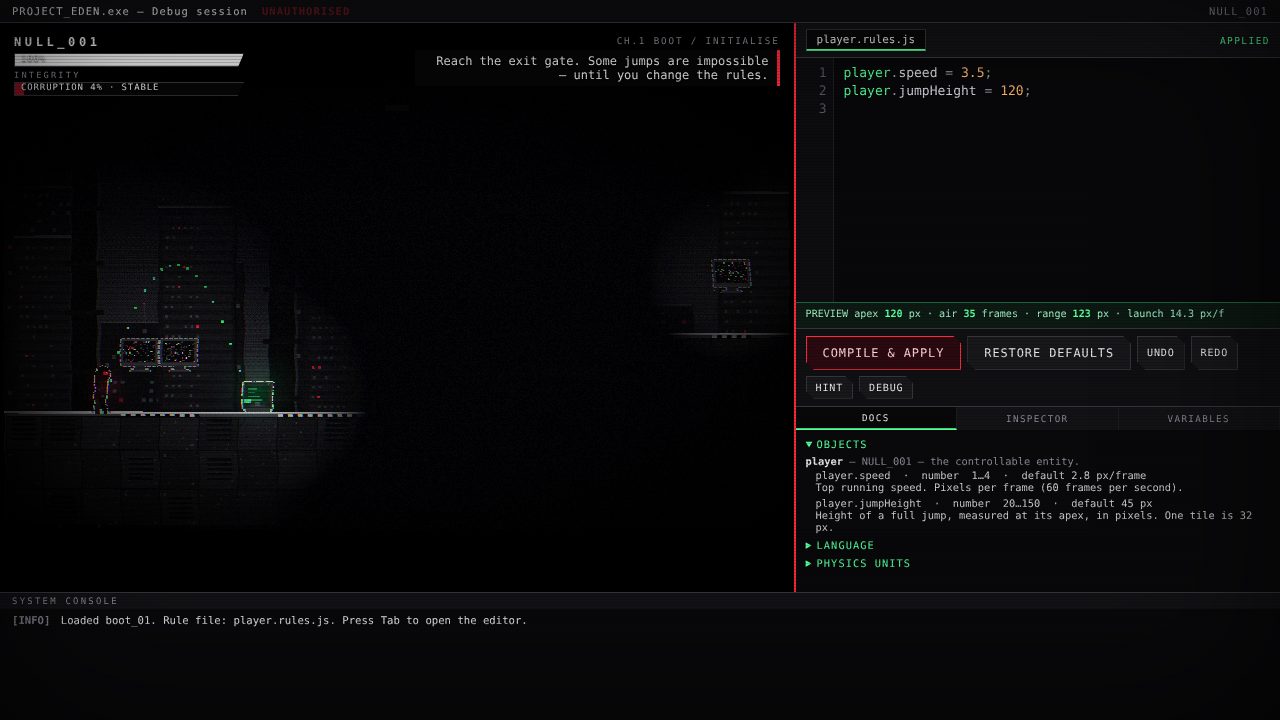 PROJECT_EDEN.exe — Debug session UNAUTHORISED
NULL_001
NULL_001
100%
INTEGRITY
CORRUPTION 4% · STABLE
CH.1 BOOT / INITIALISE
Reach the exit gate. Some jumps are impossible
— until you change the rules.
player.rules.js
APPLIED
1 player.speed = 3.5;
2 player.jumpHeight = 120;
3
PREVIEW apex 120 px · air 35 frames · range 123 px · launch 14.3 px/f
COMPILE & APPLY
RESTORE DEFAULTS
UNDO
REDO
HINT
DEBUG
DOCS
INSPECTOR
VARIABLES
▼ OBJECTS
player — NULL_001 — the controllable entity.
player.speed · number 1…4 · default 2.8 px/frame
Top running speed. Pixels per frame (60 frames per second).
player.jumpHeight · number 20…150 · default 45 px
Height of a full jump, measured at its apex, in pixels. One tile is 32
px.
▶ LANGUAGE
▶ PHYSICS UNITS
SYSTEM CONSOLE
[INFO] Loaded boot_01. Rule file: player.rules.js. Press Tab to open the editor.